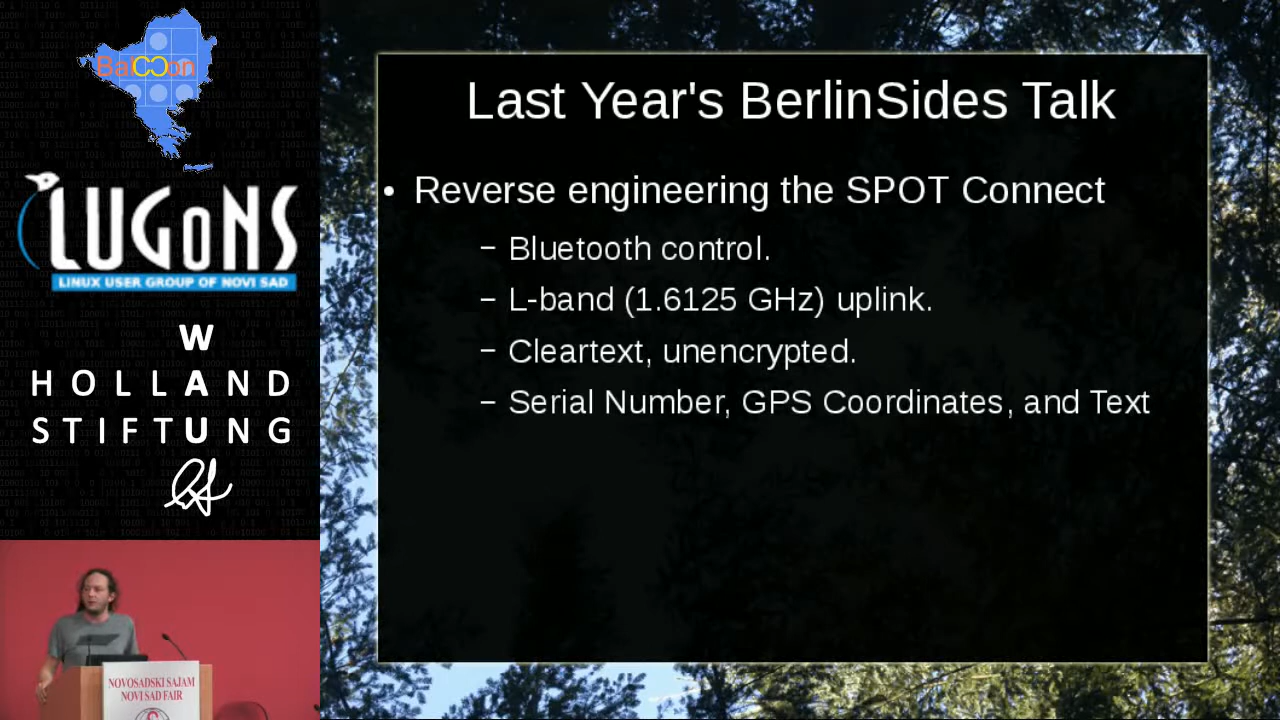 BalCCon
LUGoNS
LINUX USER GROUP OF NOVI SAD
W
HOLLAND
STIFTUNG
NOVOSADSKI SAJAM
NOVI SAD FAIR
Last Year's BerlinSides Talk
• Reverse engineering the SPOT Connect
– Bluetooth control.
– L-band (1.6125 GHz) uplink.
– Cleartext, unencrypted.
– Serial Number, GPS Coordinates, and Text